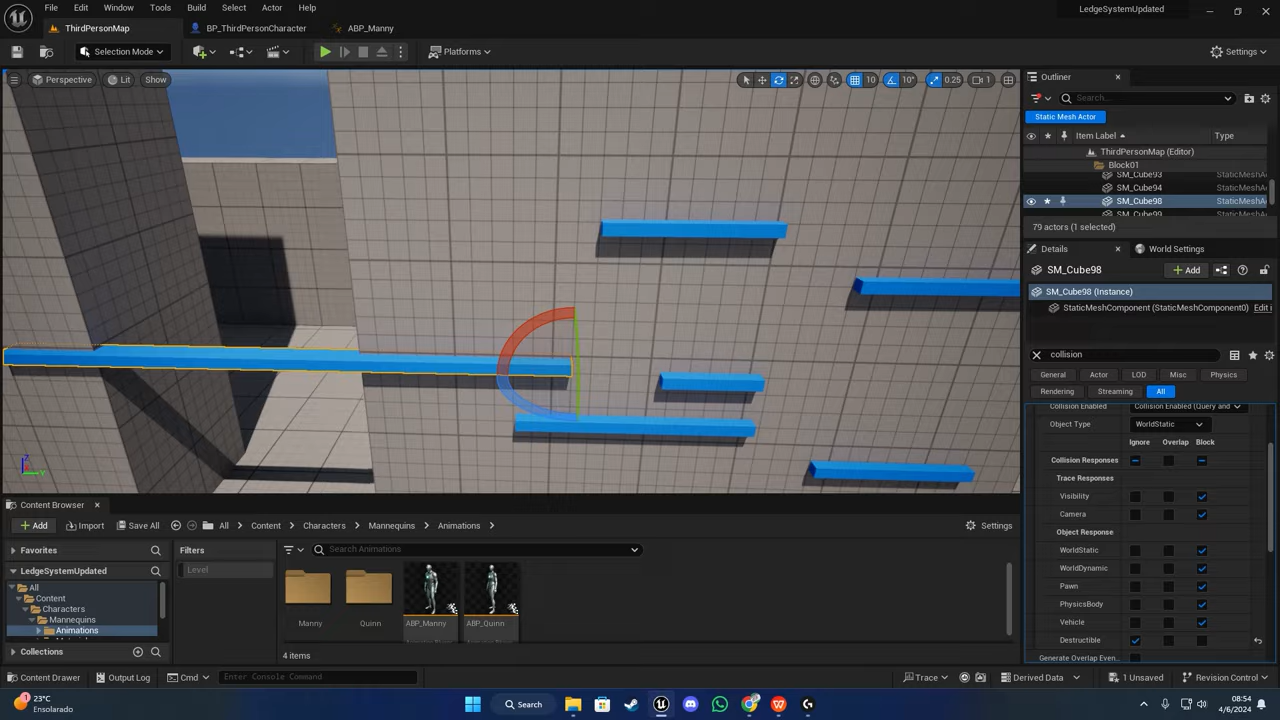 File Edit Window Tools Build Select Actor Help
LedgeSystemUpdated
ThirdPersonMap
BP_ThirdPersonCharacter
ABP_Manny
Selection Mode
Platforms
Settings
Perspective
Lit
Show
10
10°
0.25
1
Outliner
Search...
Static Mesh Actor
Item Label
Type
ThirdPersonMap (Editor)
Block01
SM_Cube93 StaticMeshA
SM_Cube94 StaticMeshA
SM_Cube98 StaticMeshA
SM_Cube99 StaticMeshA
79 actors (1 selected)
Details
World Settings
SM_Cube98
Add
SM_Cube98 (Instance)
StaticMeshComponent (StaticMeshComponent0) Edit i
collision
General
Actor
LOD
Misc
Physics
Rendering
Streaming
All
Collision Enabled Collision Enabled (Query and
Object Type WorldStatic
Ignore Overlap Block
Collision Responses
Trace Responses
Visibility
Camera
Object Response
WorldStatic
WorldDynamic
Pawn
PhysicsBody
Vehicle
Destructible
Generate Overlap Even
Content Browser
Add
Import
Save All
All > Content > Characters > Mannequins > Animations >
Settings
Favorites
Filters
Search Animations
Level
LedgeSystemUpdated
All
Content
Characters
Mannequins
Animations
Manny
Quinn
ABP_Manny
ABP_Quinn
Collections
4 items
Content Drawer
Output Log
Cmd
Enter Console Command
Trace
Derived Data
1 Unsaved
Revision Control
1
23°C
Ensolarado
Search
08:54
4/6/2024